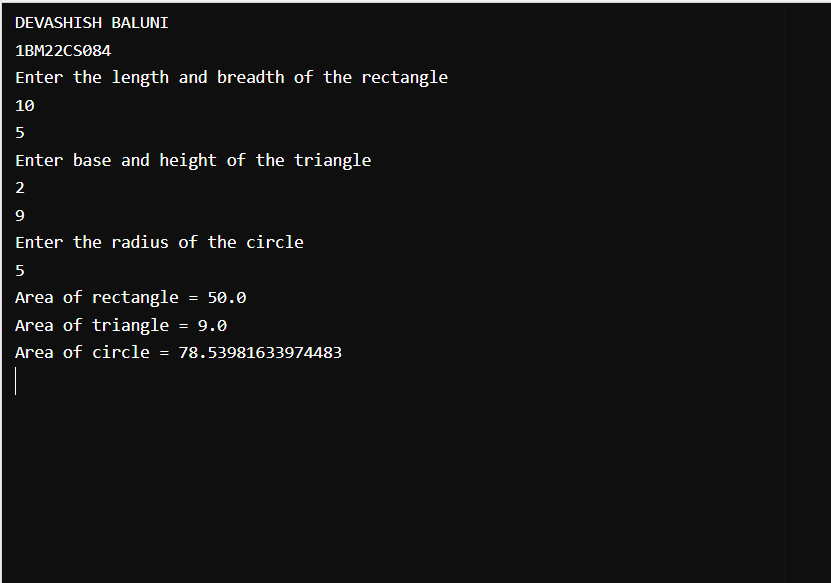 DEVASHISH BALUNI
1BM22CS084
Enter the length and breadth of the rectangle
10
5
Enter base and height of the triangle
2
9
Enter the radius of the circle
5
Area of rectangle = 50.0
Area of triangle = 9.0
Area of circle = 78.53981633974483